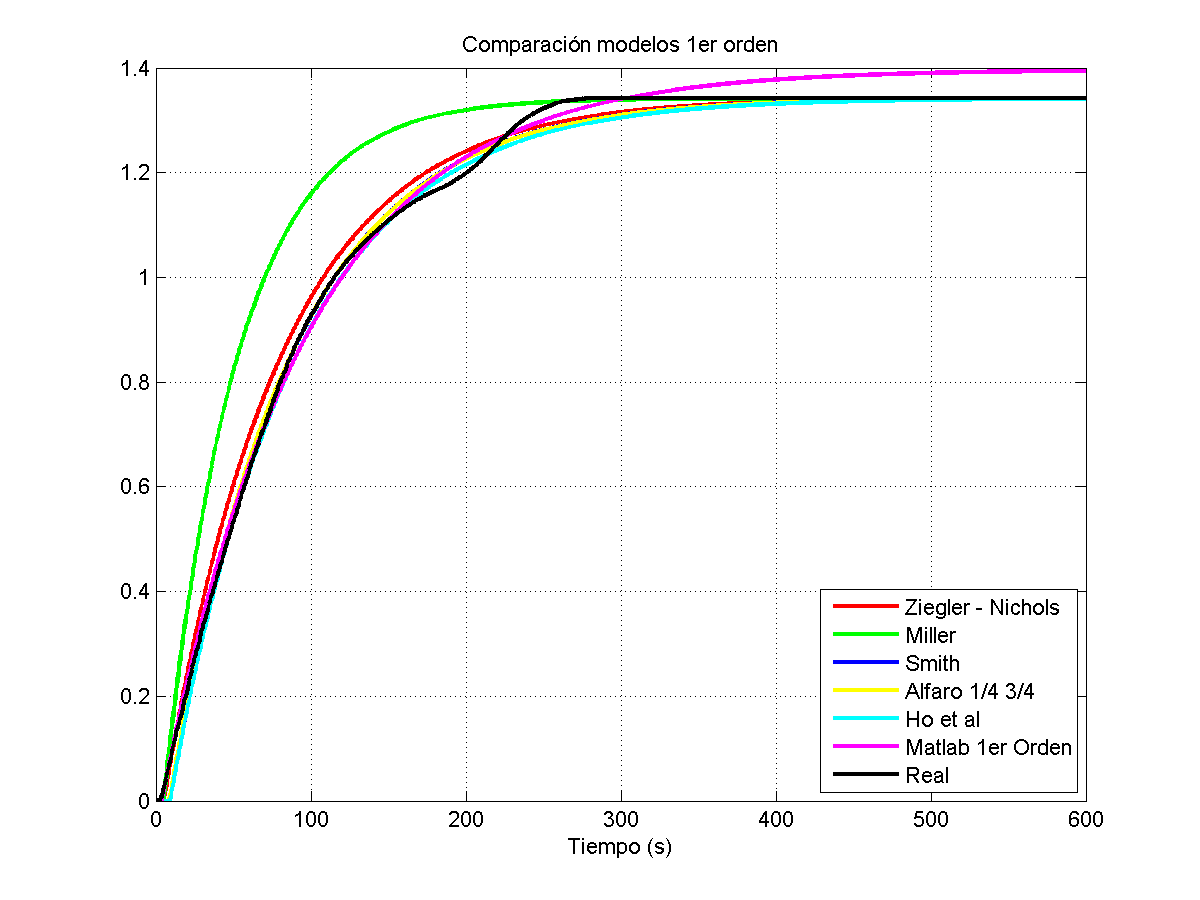 Comparación modelos 1er orden
1.4
1.2
1
0.8
0.6
0.4
0.2
0
0 100 200 300 400 500 600
Tiempo (s)
Ziegler - Nichols
Miller
Smith
Alfaro 1/4 3/4
Ho et al
Matlab 1er Orden
Real